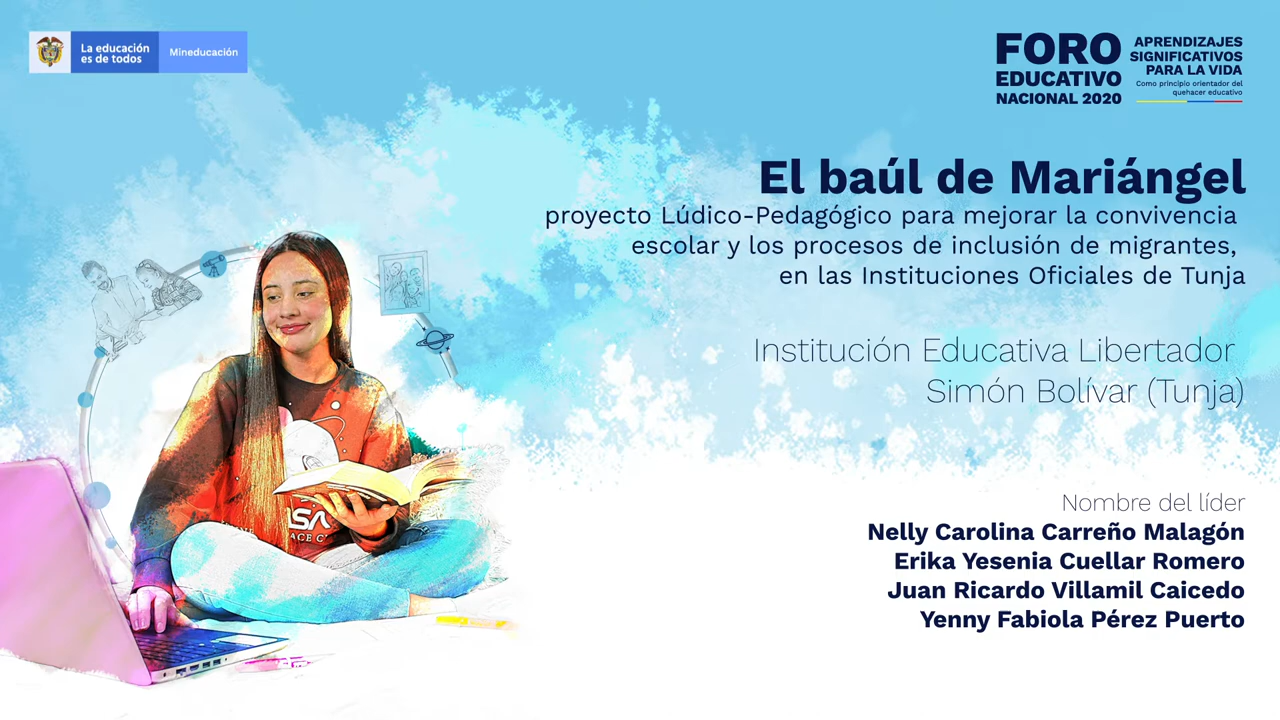 La educación
es de todos
Mineducación
FORO
EDUCATIVO
NACIONAL 2020
APRENDIZAJES
SIGNIFICATIVOS
PARA LA VIDA
Como principio orientador del
quehacer educativo
El baúl de Mariángel
proyecto Lúdico-Pedagógico para mejorar la convivencia
escolar y los procesos de inclusión de migrantes,
en las Instituciones Oficiales de Tunja
Institución Educativa Libertador
Simón Bolívar (Tunja)
Nombre del líder
Nelly Carolina Carreño Malagón
Erika Yesenia Cuellar Romero
Juan Ricardo Villamil Caicedo
Yenny Fabiola Pérez Puerto